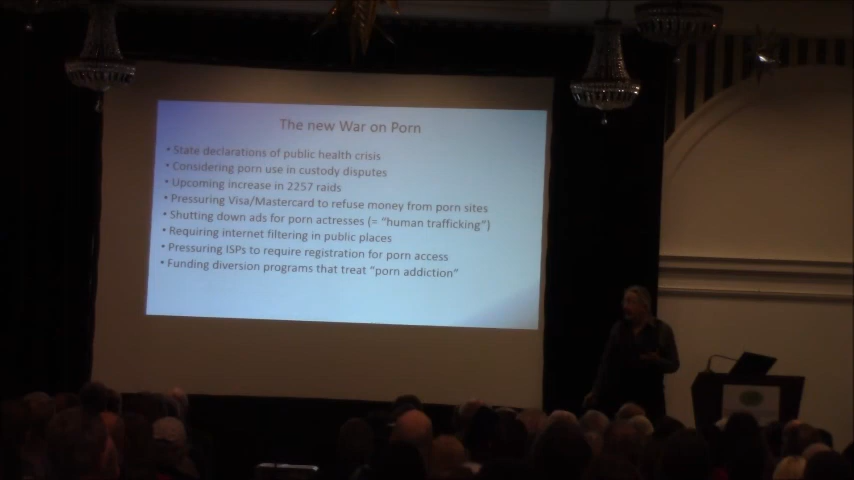 The new War on Porn
• State declarations of public health crisis
• Considering porn use in custody disputes
• Upcoming increase in 2257 raids
• Pressuring Visa/Mastercard to refuse money from porn sites
• Shutting down ads for porn actresses (= "human trafficking")
• Requiring internet filtering in public places
• Pressuring ISPs to require registration for porn access
• Funding diversion programs that treat "porn addiction"